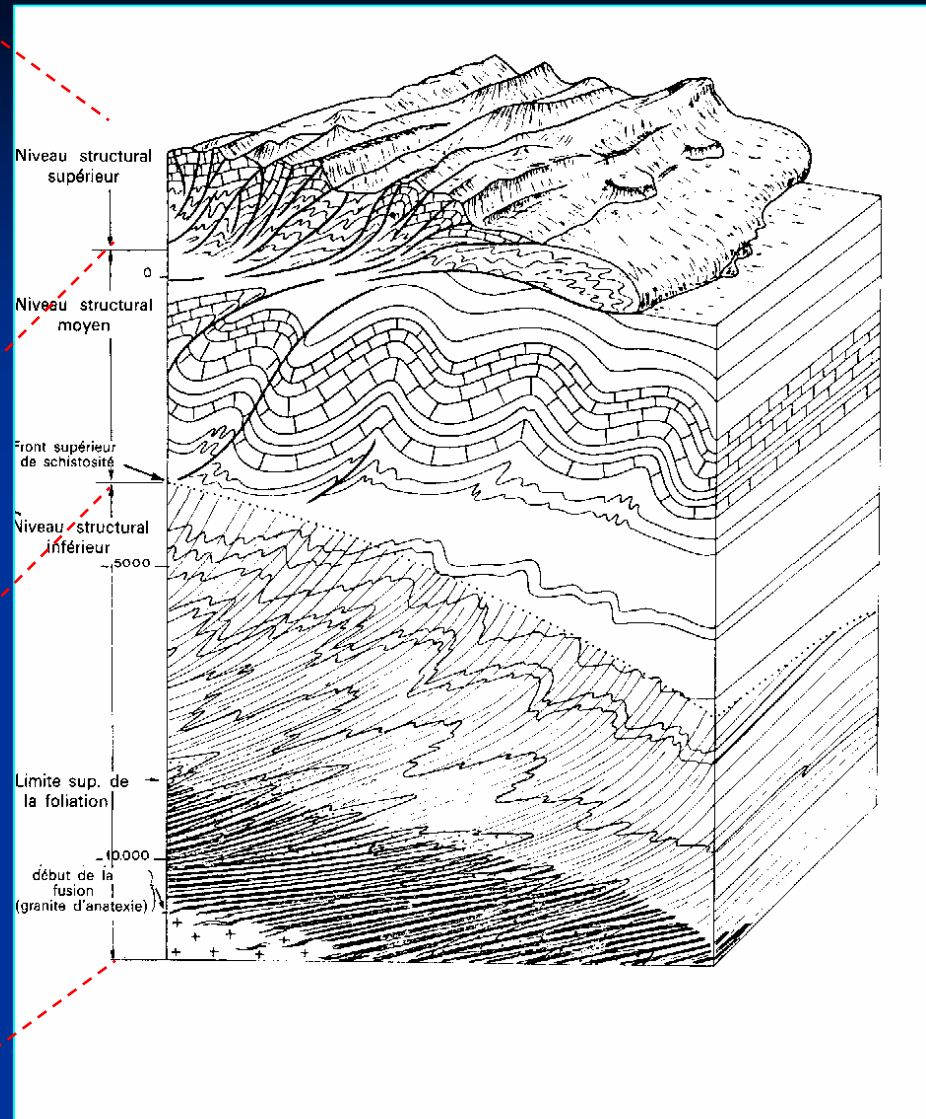 Niveau structural
supérieur
0
Niveau structural
moyen
Front supérieur
de schistosité
Niveau structural
inférieur
-5000
Limite sup. de
la foliation
-10.000
début de la
fusion
(granite d'anatexie)